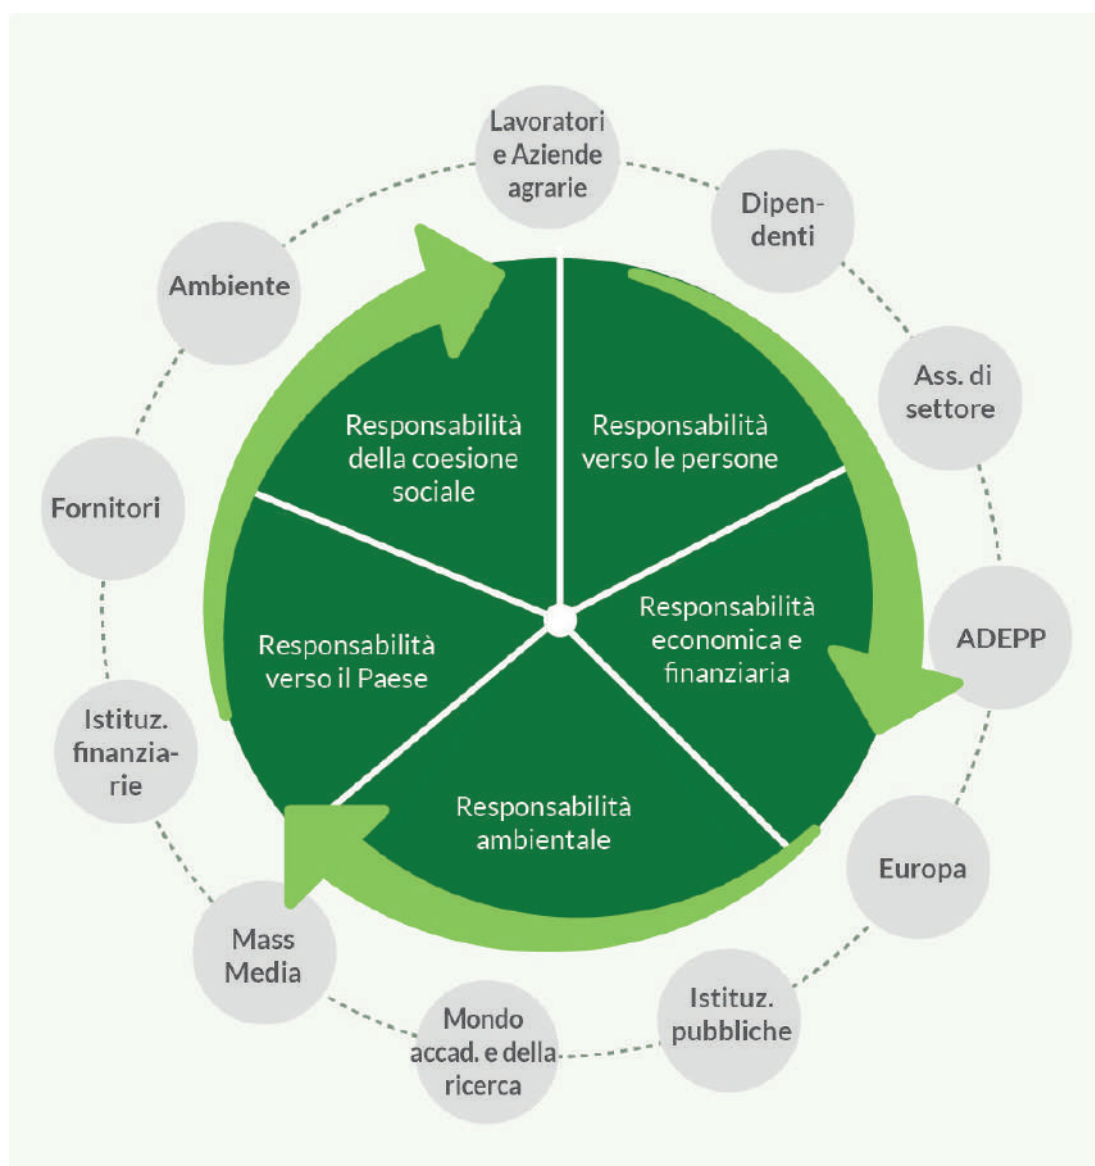 Lavoratori
e Aziende
agrarie
Dipen-
denti
Ass. di
settore
ADEPP
Europa
Istituz.
pubbliche
Mondo
accad. e della
ricerca
Mass
Media
Istituz.
finanzia-
rie
Fornitori
Ambiente
Responsabilità
della coesione
sociale
Responsabilità
verso le persone
Responsabilità
economica e
finanziaria
Responsabilità
ambientale
Responsabilità
verso il Paese